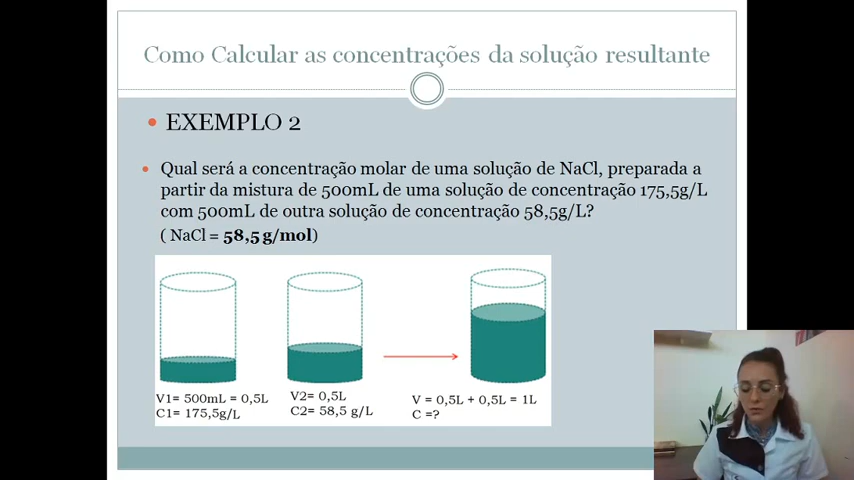 Como Calcular as concentrações da solução resultante
EXEMPLO 2
Qual será a concentração molar de uma solução de NaCl, preparada a
partir da mistura de 500mL de uma solução de concentração 175,5g/L
com 500mL de outra solução de concentração 58,5g/L?
( NaCl = 58,5 g/mol)
V1= 500mL = 0,5L
C1= 175,5g/L
V2= 0,5L
C2= 58,5 g/L
V = 0,5L + 0,5L = 1L
C =?